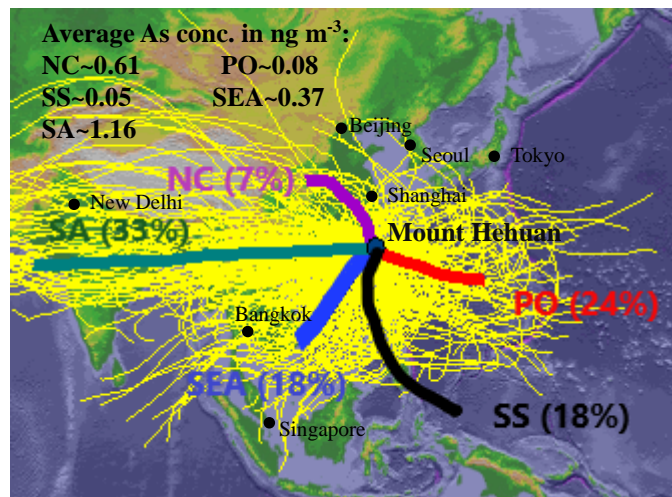 Average As conc. in ng m⁻³:
NC~0.61 PO~0.08
SS~0.05 SEA~0.37
SA~1.16
Beijing
Seoul
Tokyo
NC (7%)
Shanghai
New Delhi
SA (33%)
Mount Hehuan
PO (24%)
Bangkok
SEA (18%)
SS (18%)
Singapore